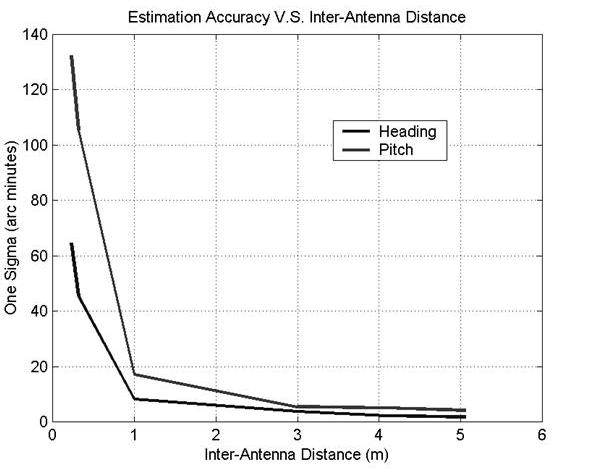 Estimation Accuracy V.S. Inter-Antenna Distance
140
120
100
80
60
40
20
0
One Sigma (arc minutes)
Heading
Pitch
0 1 2 3 4 5 6
Inter-Antenna Distance (m)